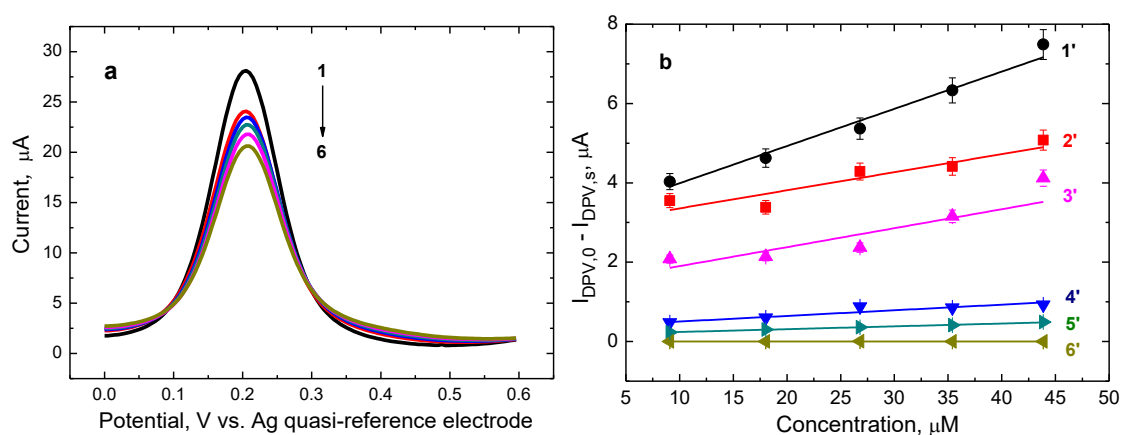 a
1
6
30
25
20
15
10
5
0
Current, μA
0.0 0.1 0.2 0.3 0.4 0.5 0.6
Potential, V vs. Ag quasi-reference electrode
b
1'
2'
3'
4'
5'
6'
8
6
4
2
0
I_DPV,0 - I_DPV,s, μA
5 10 15 20 25 30 35 40 45 50
Concentration, μM